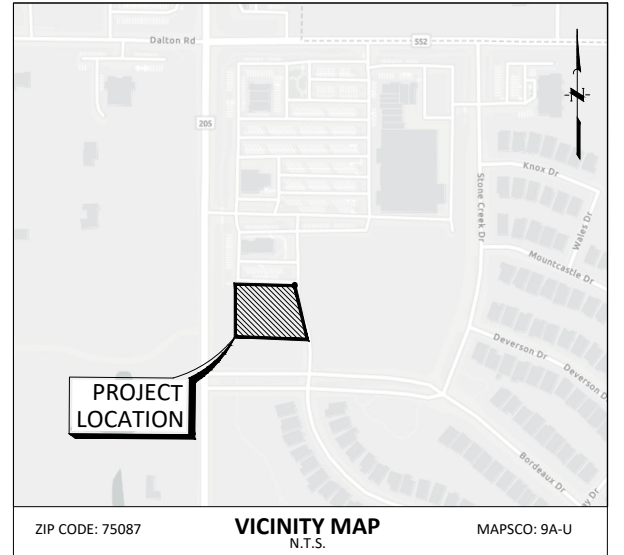 Dalton Rd
552
N
205
Knox Dr
Stone Creek Dr
Wales Dr
Mountcastle Dr
Deverson Dr
Deverson D
PROJECT
LOCATION
Bordeaux Dr
y Dr
ZIP CODE: 75087
VICINITY MAP
N.T.S.
MAPSCO: 9A-U